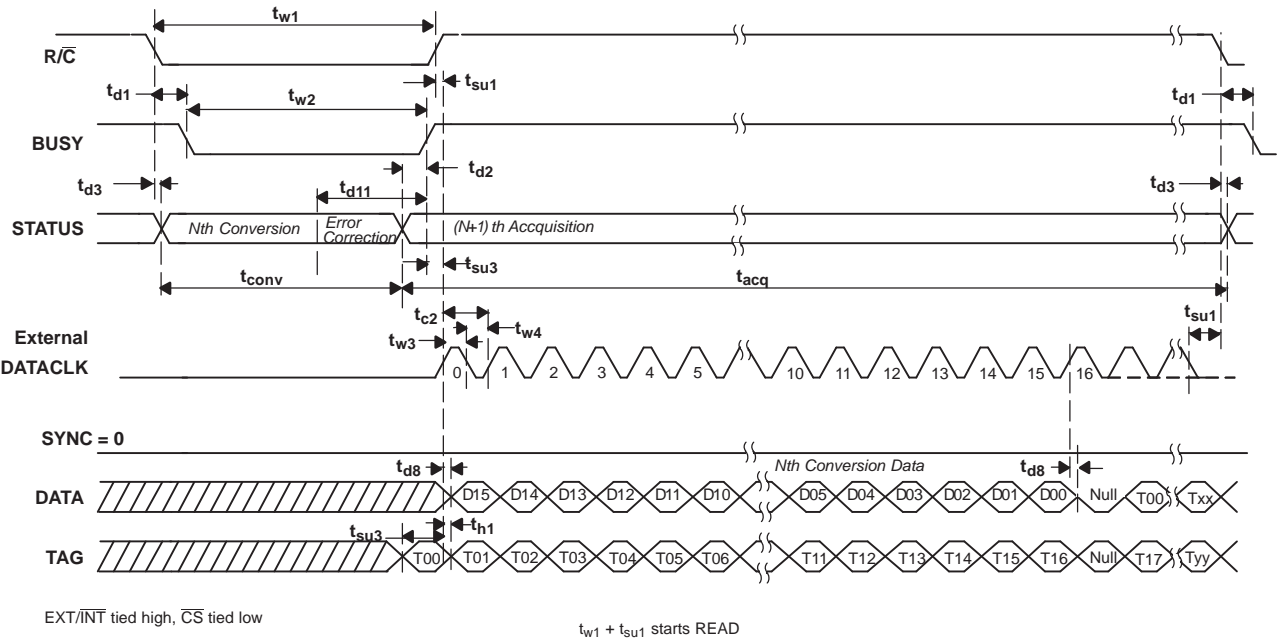 tw1
R/C̅
tsu1
td1
tw2
td1
BUSY
td2
td3
td11
td3
STATUS
Nth Conversion
Error
Correction
(N+1) th Accquisition
tsu3
tconv
tacq
tc2
tw4
tsu1
External
tw3
DATACLK
0 1 2 3 4 5 10 11 12 13 14 15 16
SYNC = 0
Nth Conversion Data
td8
td8
DATA
D15 D14 D13 D12 D11 D10 D05 D04 D03 D02 D01 D00 Null T00 Txx
tsu3
th1
TAG
T00 T01 T02 T03 T04 T05 T06 T11 T12 T13 T14 T15 T16 Null T17 Tyy
EXT/I̅N̅T̅ tied high, C̅S̅ tied low
tw1 + tsu1 starts READ